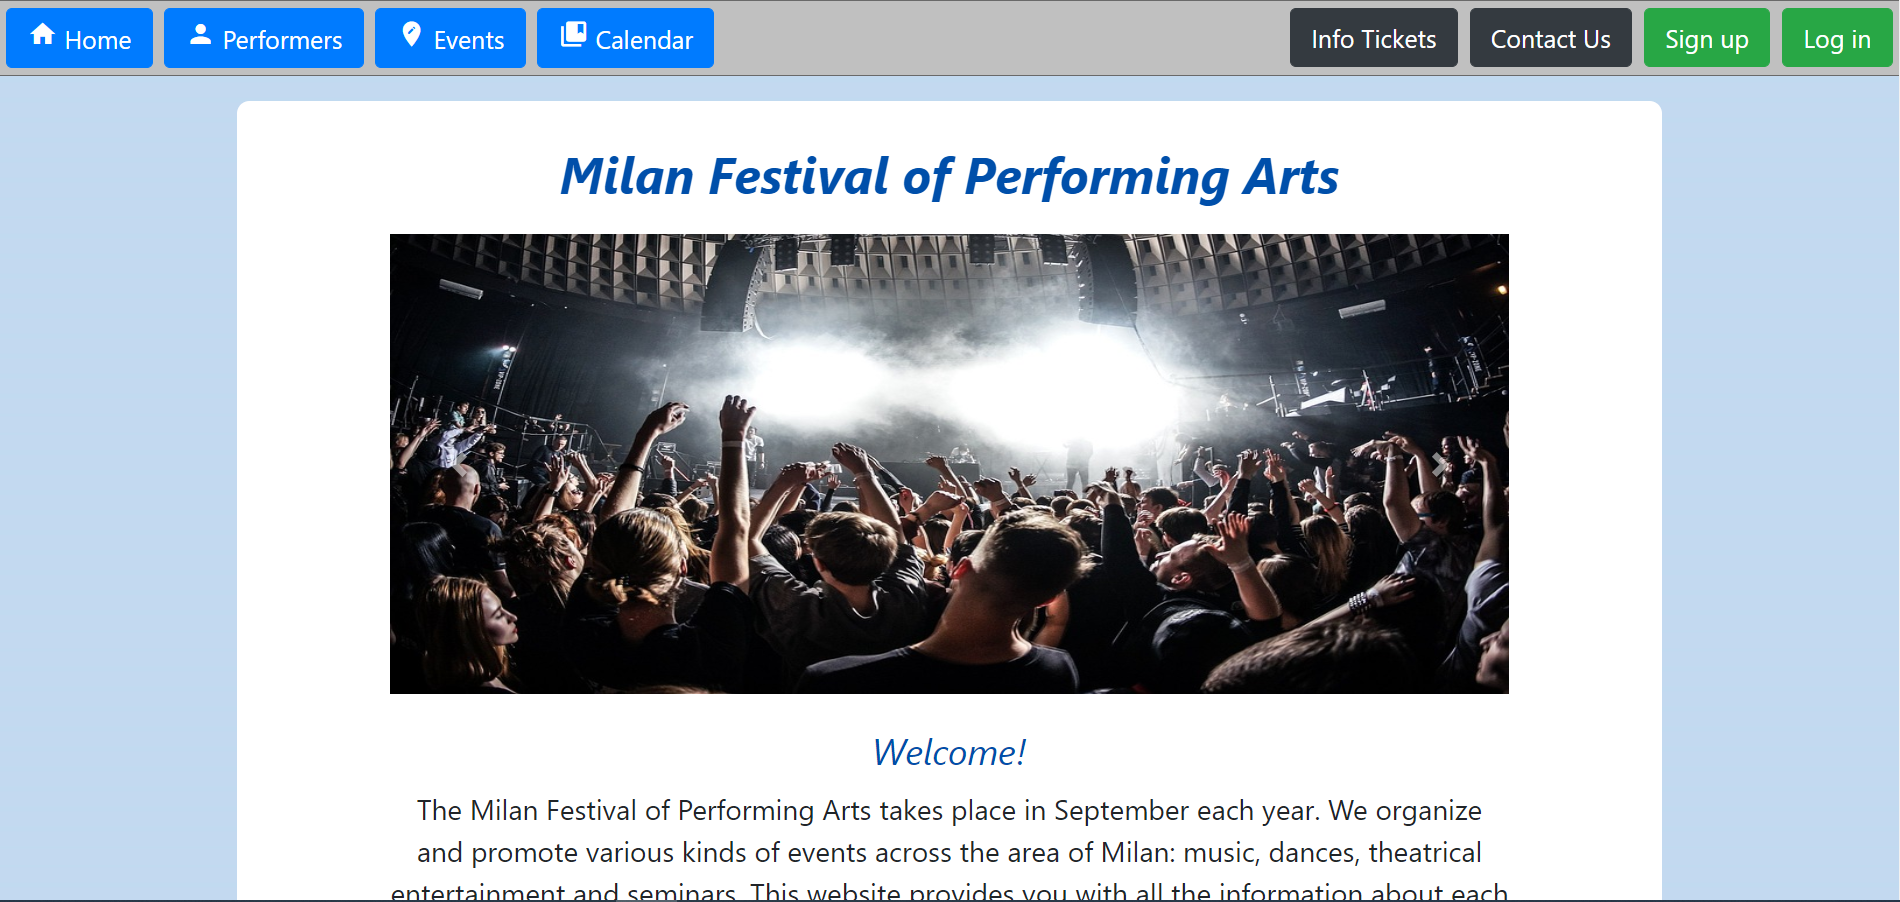 Home Performers Events Calendar Info Tickets Contact Us Sign up Log in
Milan Festival of Performing Arts
Welcome!
The Milan Festival of Performing Arts takes place in September each year. We organize
and promote various kinds of events across the area of Milan: music, dances, theatrical
entertainment and seminars. This website provides you with all the information about each